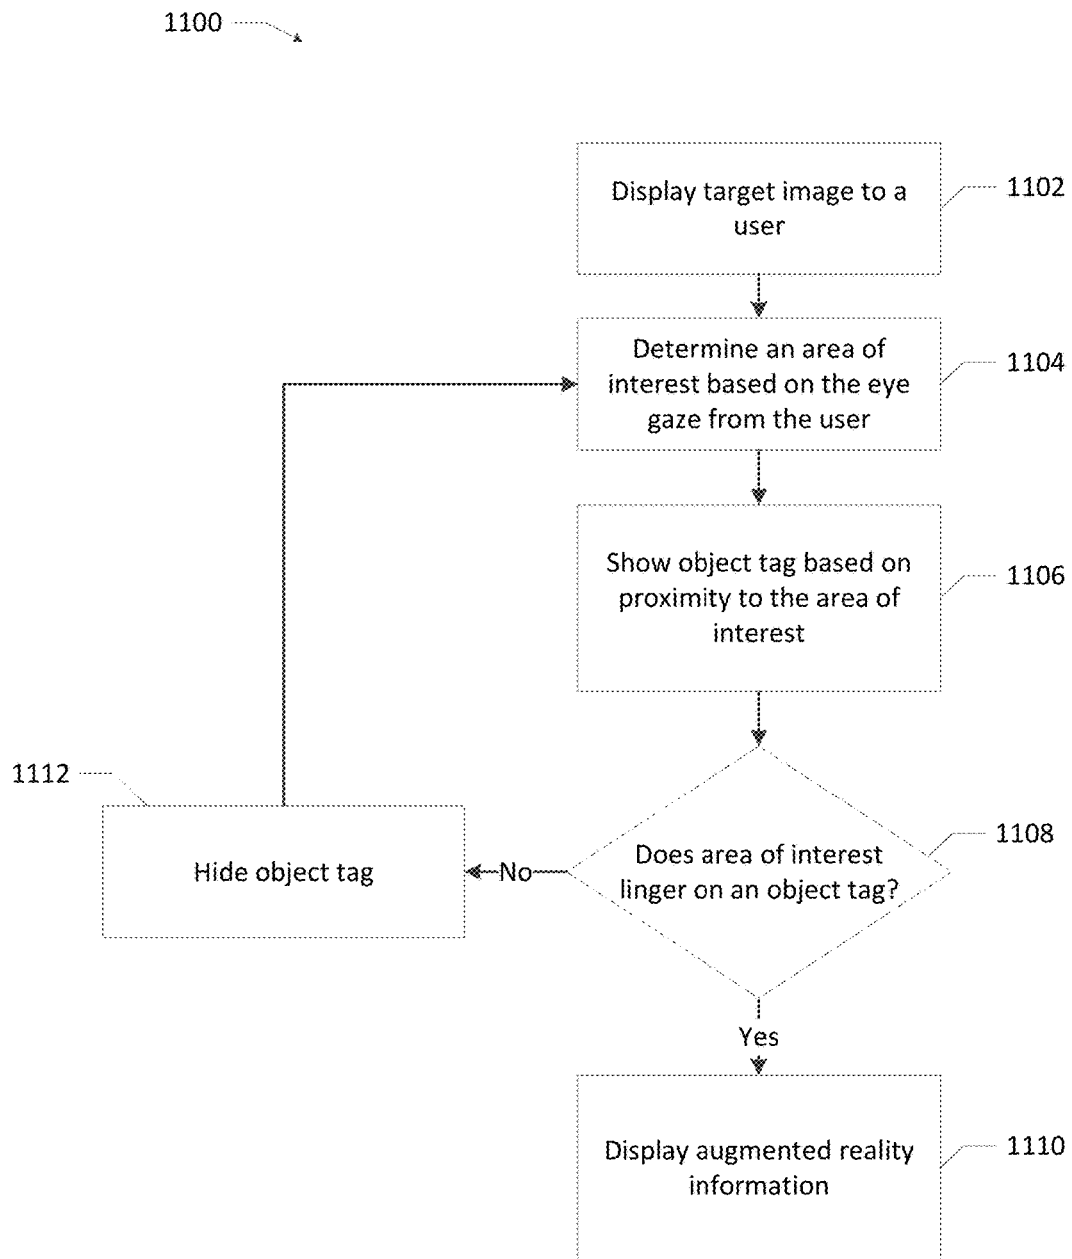 1100
Display target image to a
user
1102
Determine an area of
interest based on the eye
gaze from the user
1104
Show object tag based on
proximity to the area of
interest
1106
1112
Hide object tag
No
Does area of interest
linger on an object tag?
1108
Yes
Display augmented reality
information
1110